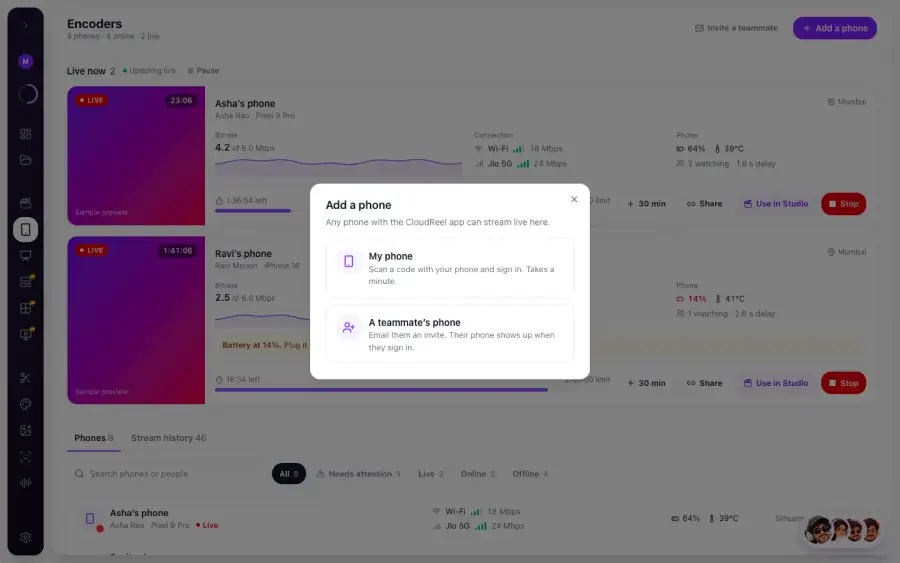 Encoders
8 phones · 4 online · 2 live
Invite a teammate
+ Add a phone
M
Live now 2
Updating live
Pause
LIVE
23:06
Sample preview
Asha's phone
Asha Rao · Pixel 9 Pro
Mumbai
Bitrate
4.2 of 6.0 Mbps
Connection
Wi-Fi 18 Mbps
Jio 5G 24 Mbps
Phone
64% 39°C
3 watching 1.8 s delay
1:36:54 left
limit
+ 30 min
Share
Use in Studio
Stop
LIVE
1:41:06
Sample preview
Ravi's phone
Ravi Menon · iPhone 16
Mumbai
Bitrate
2.5 of 6.0 Mbps
Phone
14% 41°C
1 watching 2.6 s delay
Battery at 14%. Plug it
18:54 left
limit
+ 30 min
Share
Use in Studio
Stop
Add a phone
Any phone with the CloudReel app can stream live here.
My phone
Scan a code with your phone and sign in. Takes a
minute.
A teammate's phone
Email them an invite. Their phone shows up when
they sign in.
Phones 8
Stream history 46
Search phones or people
All 8
Needs attention 3
Live 2
Online 2
Offline 4
Asha's phone
Asha Rao · Pixel 9 Pro
Live
Wi-Fi 18 Mbps
Jio 5G 24 Mbps
64% 39°C
Stream